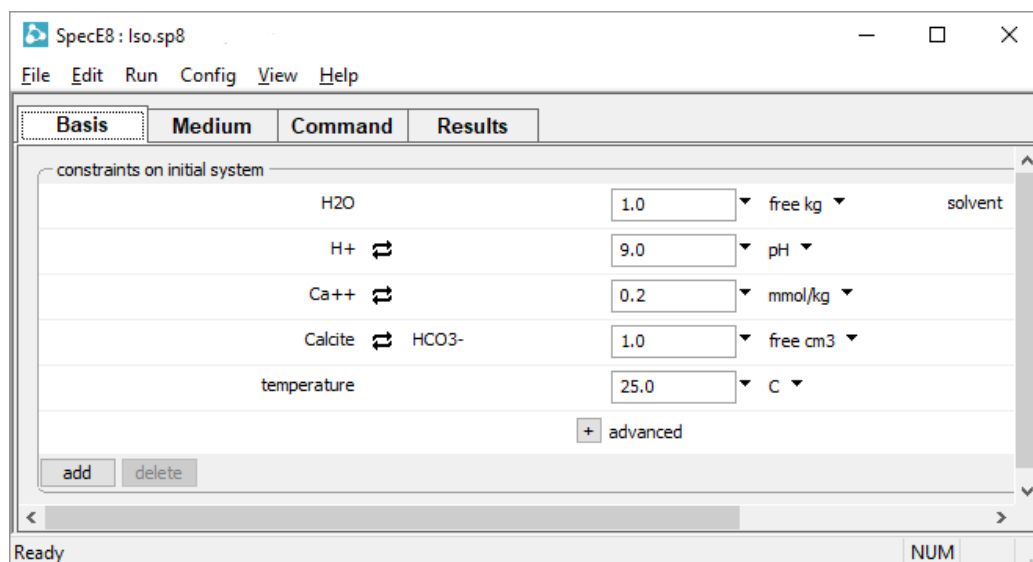 SpecE8 : Iso.sp8
File Edit Run Config View Help
Basis Medium Command Results
constraints on initial system
H2O 1.0 free kg solvent
H+ 9.0 pH
Ca++ 0.2 mmol/kg
Calcite HCO3- 1.0 free cm3
temperature 25.0 C
+ advanced
add delete
Ready NUM